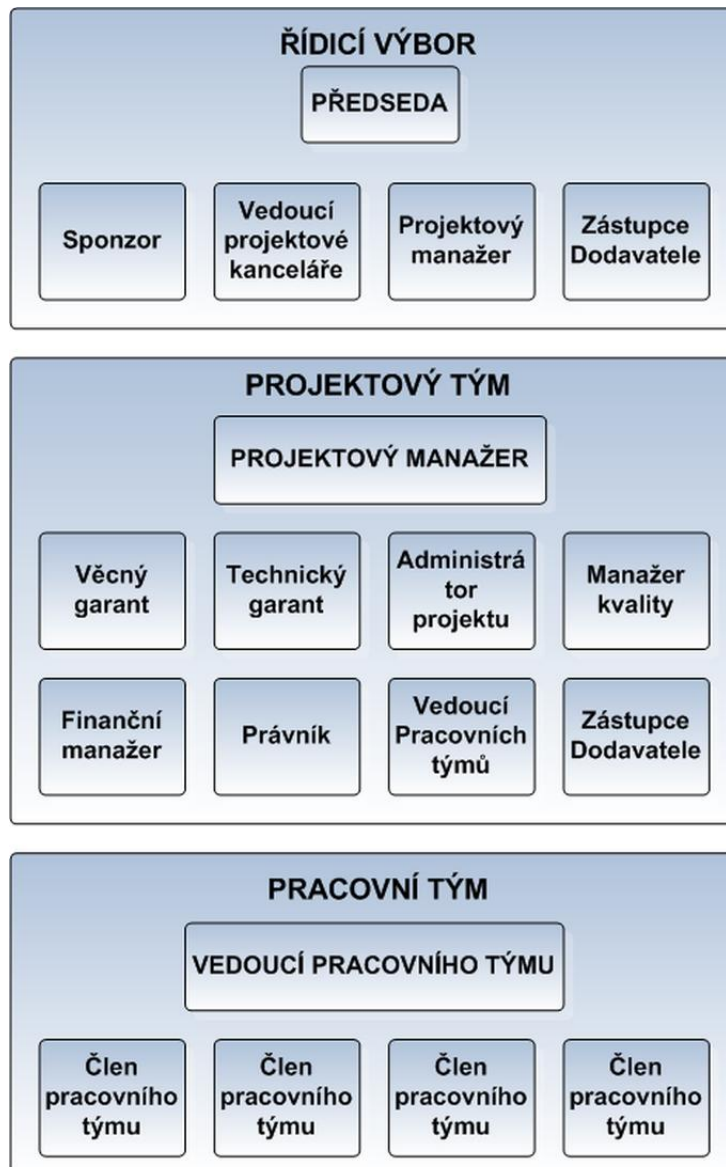 ŘÍDICÍ VÝBOR
PŘEDSEDA
Sponzor
Vedoucí
projektové
kanceláře
Projektový
manažer
Zástupce
Dodavatele
PROJEKTOVÝ TÝM
PROJEKTOVÝ MANAŽER
Věcný
garant
Technický
garant
Administrá
tor
projektu
Manažer
kvality
Finanční
manažer
Právník
Vedoucí
Pracovních
týmů
Zástupce
Dodavatele
PRACOVNÍ TÝM
VEDOUCÍ PRACOVNÍHO TÝMU
Člen
pracovního
týmu
Člen
pracovního
týmu
Člen
pracovního
týmu
Člen
pracovního
týmu